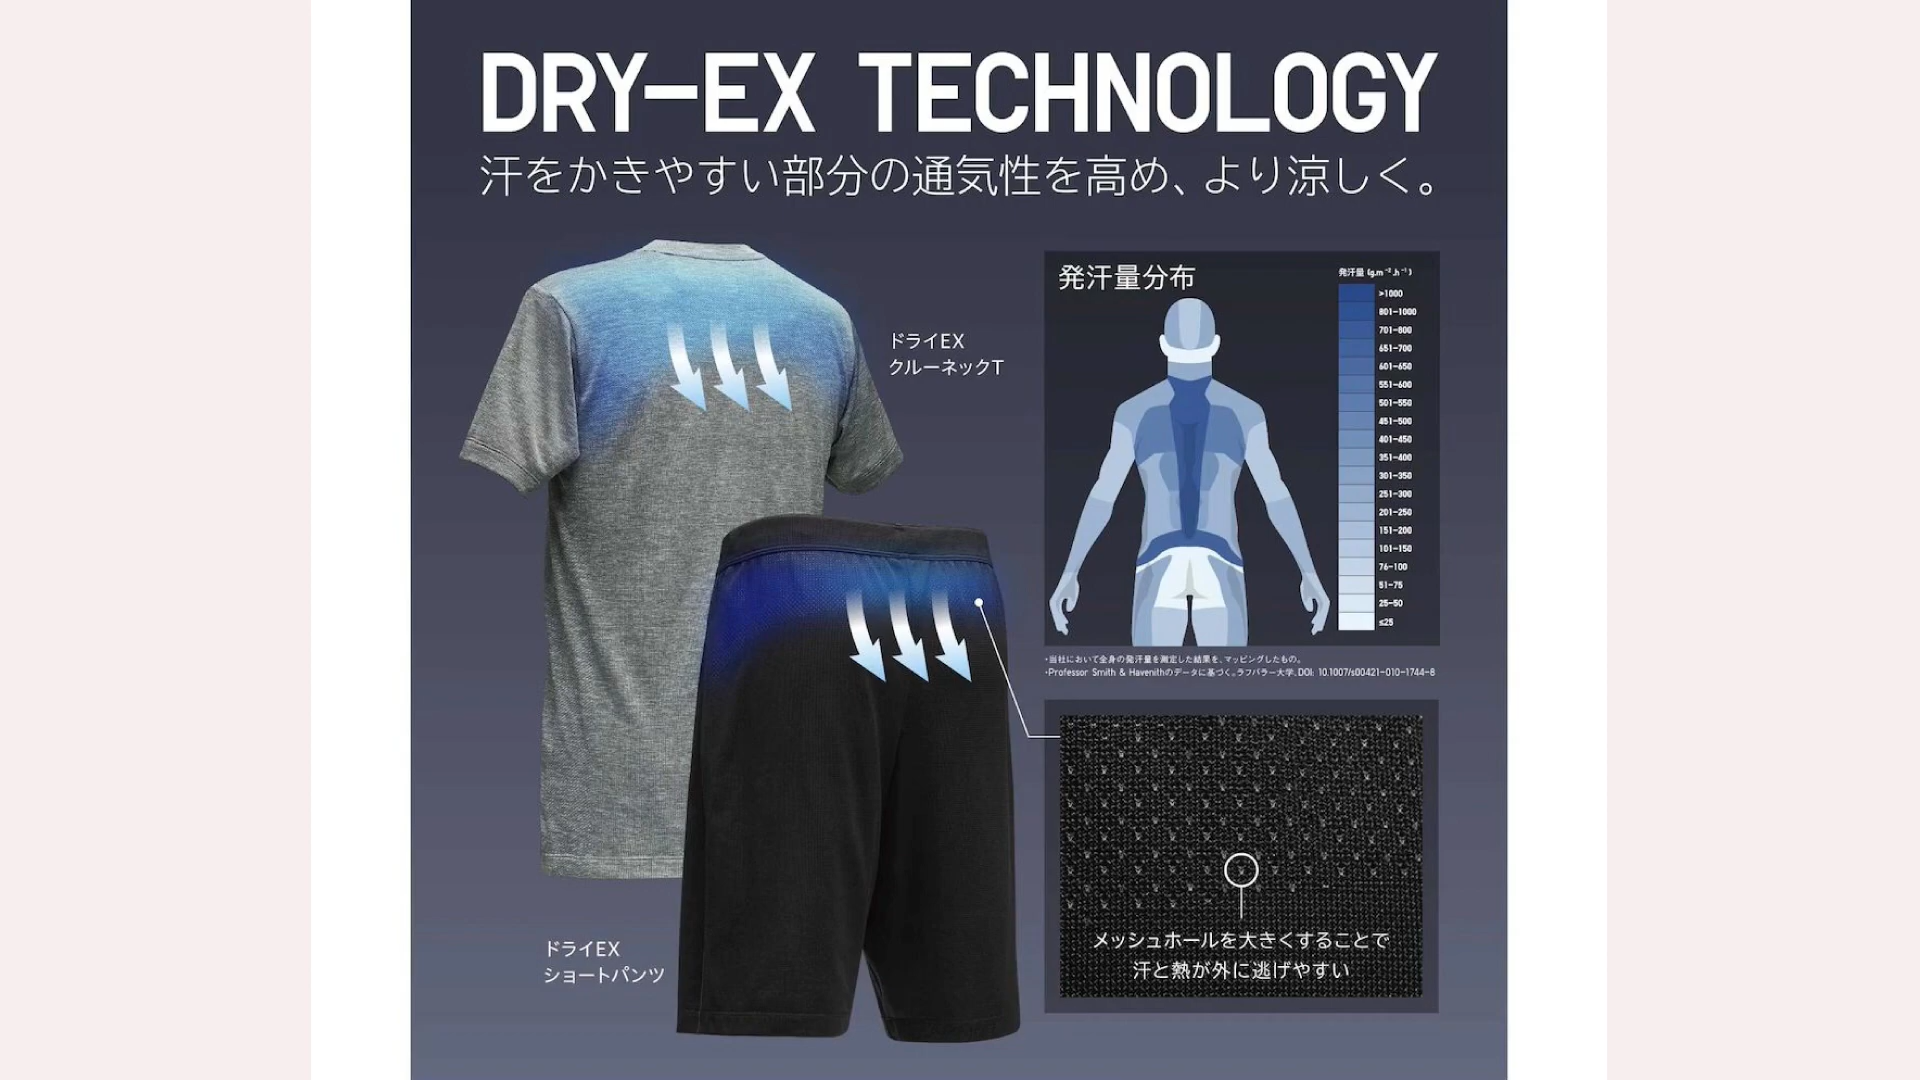 DRY-EX TECHNOLOGY
汗をかきやすい部分の通気性を高め、より涼しく。
ドライEX
クルーネックT
発汗量分布
発汗量 (g.m⁻².h⁻¹)
>1000
801-1000
701-800
651-700
601-650
551-600
501-550
451-500
401-450
351-400
301-350
251-300
201-250
151-200
101-150
76-100
51-75
25-50
≤25
・当社において全身の発汗量を測定した結果を、マッピングしたもの。
・Professor Smith & Havenithのデータに基づく。ラフバラー大学、DOI: 10.1007/s00421-010-1744-8
メッシュホールを大きくすることで
汗と熱が外に逃げやすい
ドライEX
ショートパンツ